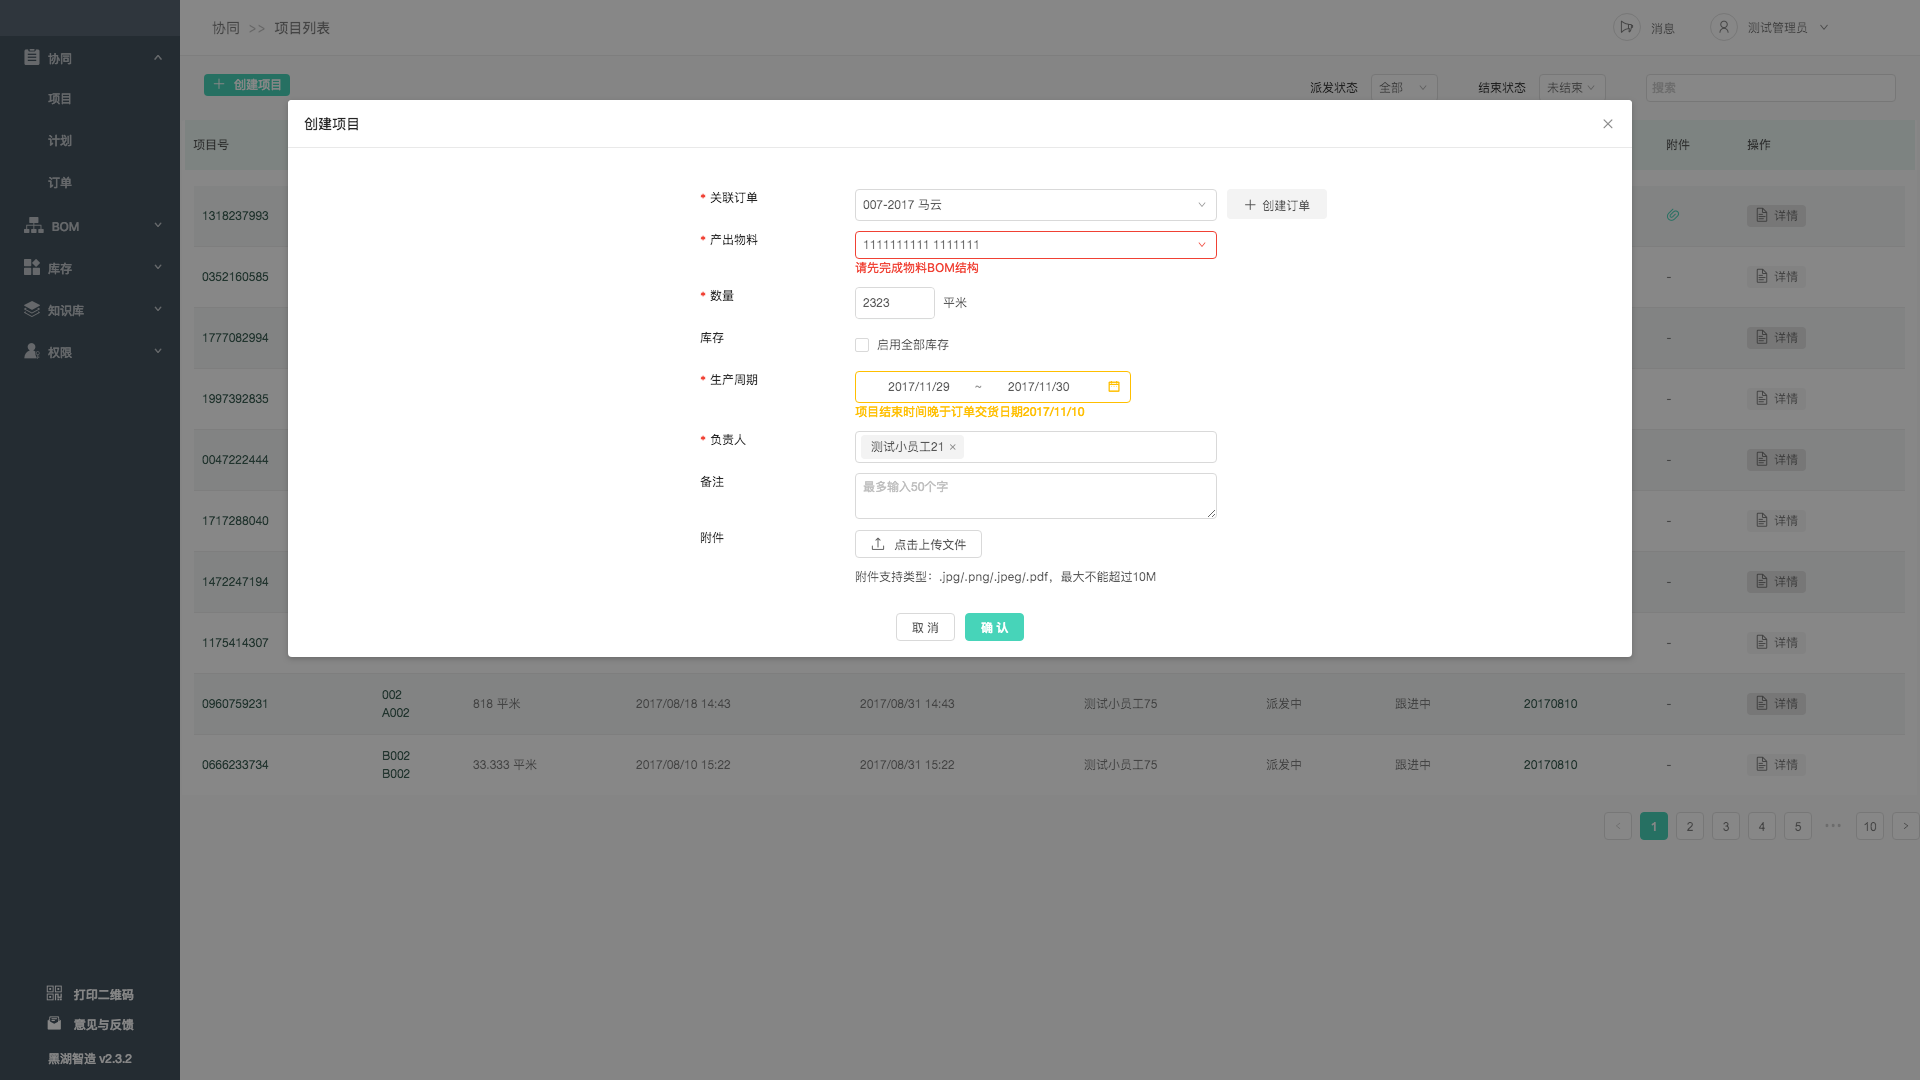 协同 >> 项目列表
消息
测试管理员
协同
项目
计划
订单
BOM
库存
知识库
权限
打印二维码
意见与反馈
黑湖智造 v2.3.2
创建项目
派发状态 全部
结束状态 未结束
搜索
项目号
附件
操作
创建项目
* 关联订单
007-2017 马云
创建订单
* 产出物料
1111111111 1111111
请先完成物料BOM结构
* 数量
2323 平米
库存
启用全部库存
* 生产周期
2017/11/29 ~ 2017/11/30
项目结束时间晚于订单交货日期2017/11/10
* 负责人
测试小员工21 ×
备注
最多输入50个字
附件
点击上传文件
附件支持类型：.jpg/.png/.jpeg/.pdf，最大不能超过10M
取 消
确 认
1318237993 详情
0352160585 - 详情
1777082994 - 详情
1997392835 - 详情
0047222444 - 详情
1717288040 - 详情
1472247194 - 详情
1175414307 - 详情
0960759231 002 A002 818 平米 2017/08/18 14:43 2017/08/31 14:43 测试小员工75 派发中 跟进中 20170810 - 详情
0666233734 B002 B002 33.333 平米 2017/08/10 15:22 2017/08/31 15:22 测试小员工75 派发中 跟进中 20170810 - 详情
< 1 2 3 4 5 ••• 10 >